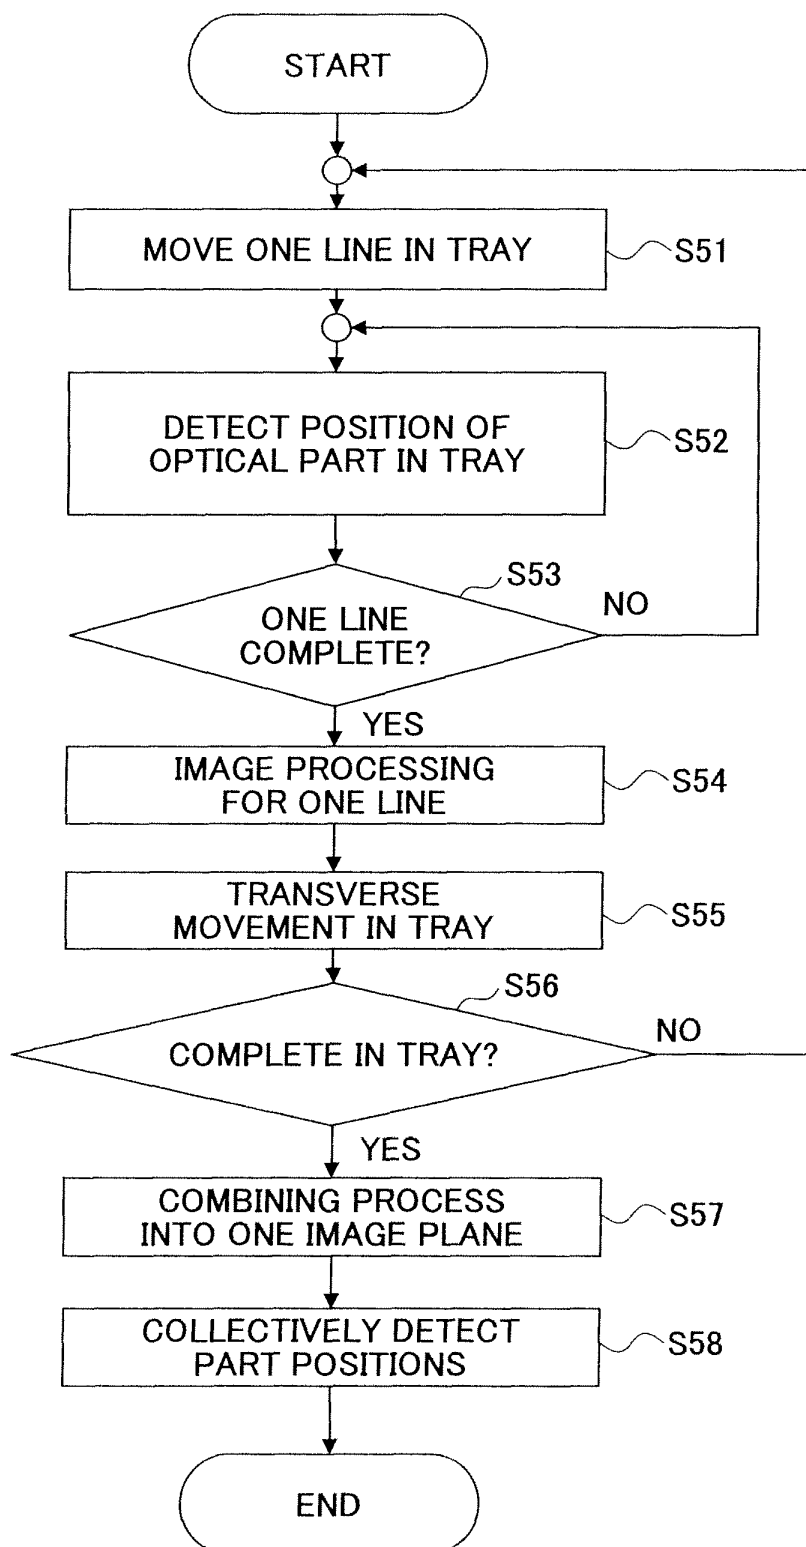 START
MOVE ONE LINE IN TRAY
S51
DETECT POSITION OF
OPTICAL PART IN TRAY
S52
S53
ONE LINE
COMPLETE?
NO
YES
IMAGE PROCESSING
FOR ONE LINE
S54
TRANSVERSE
MOVEMENT IN TRAY
S55
S56
COMPLETE IN TRAY?
NO
YES
COMBINING PROCESS
INTO ONE IMAGE PLANE
S57
COLLECTIVELY DETECT
PART POSITIONS
S58
END